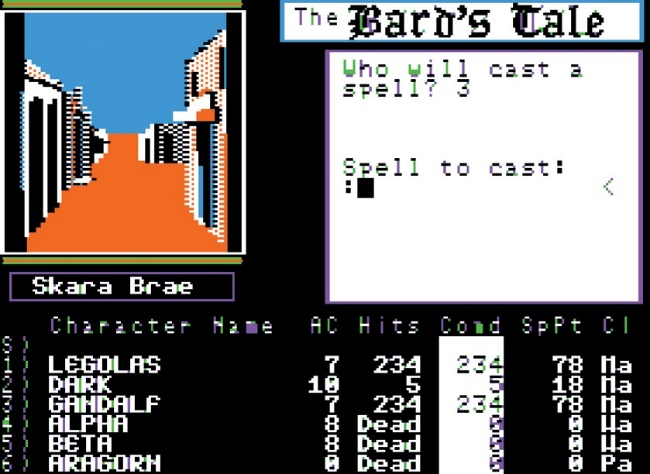 The Bard's Tale
Who will cast a
spell? 3
Spell to cast:
: <
Skara Brae
Character Name AC Hits Cond SpPt Cl
S)
1) LEGOLAS 7 234 234 78 Ma
2) DARK 10 5 5 18 Ma
3) GANDALF 7 234 234 78 Ma
4) ALPHA 8 Dead 0 0 Wa
5) BETA 8 Dead 0 0 Wa
6) ARAGORN 0 Dead 0 0 Pa